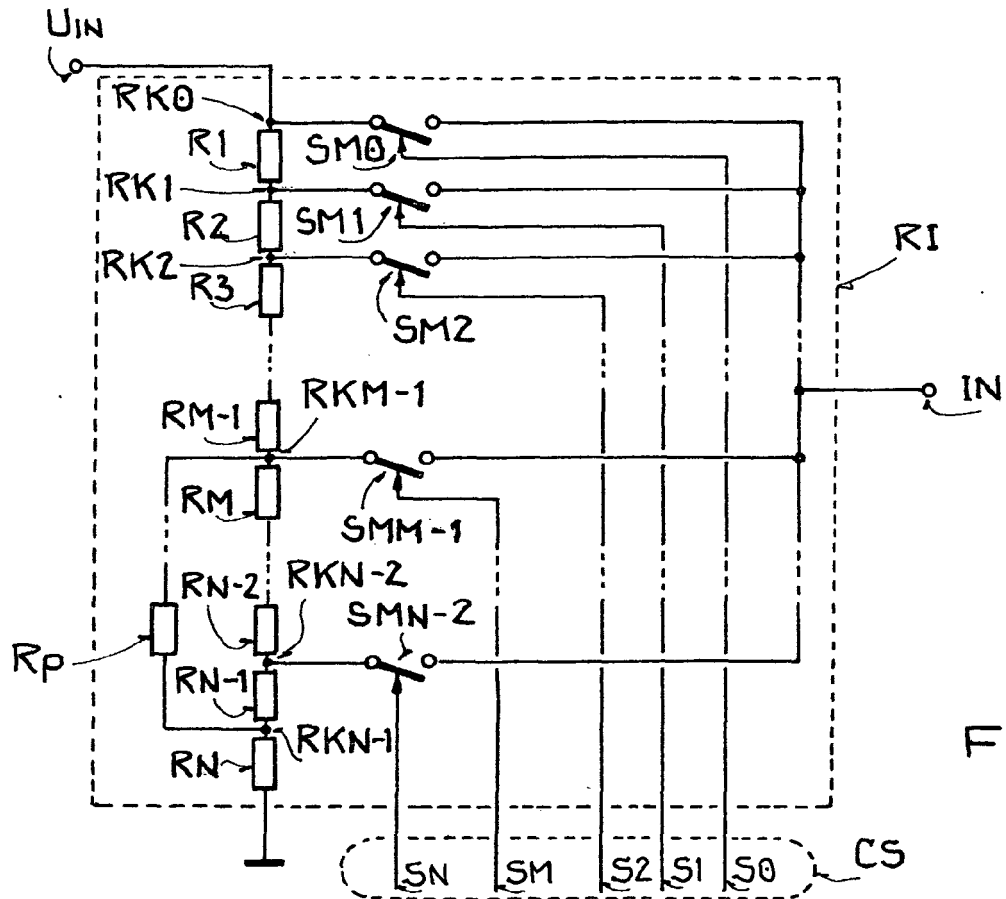 UIN
RK0
R1
SM0
RK1
R2
SM1
RI
RK2
R3
SM2
IN
RM-1
RKM-1
RM
SMM-1
RN-2
RKN-2
SMN-2
Rp
RN-1
RKN-1
F
RN
CS
SN
SM
S2
S1
S0